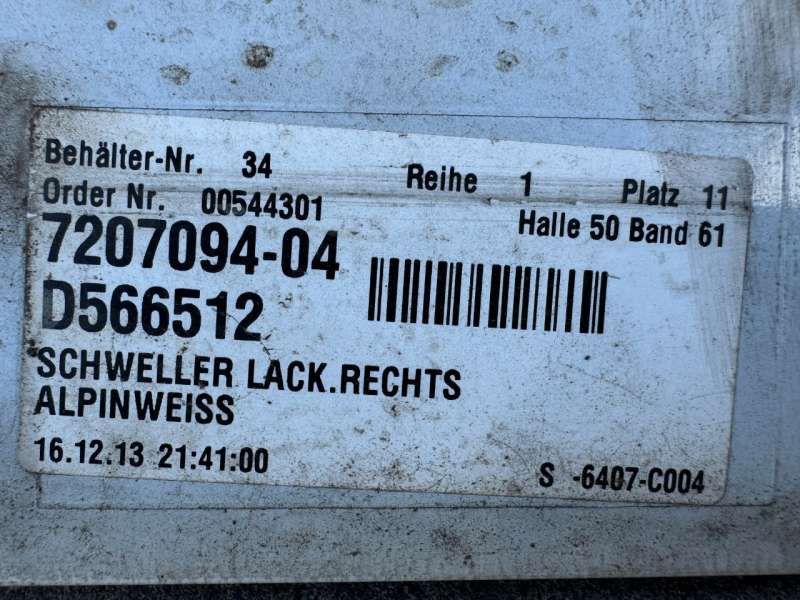 Behälter-Nr. 34 Reihe 1 Platz 11
Order Nr. 00544301 Halle 50 Band 61
7207094-04
D566512
SCHWELLER LACK.RECHTS
ALPINWEISS
16.12.13 21:41:00 S -6407-C004